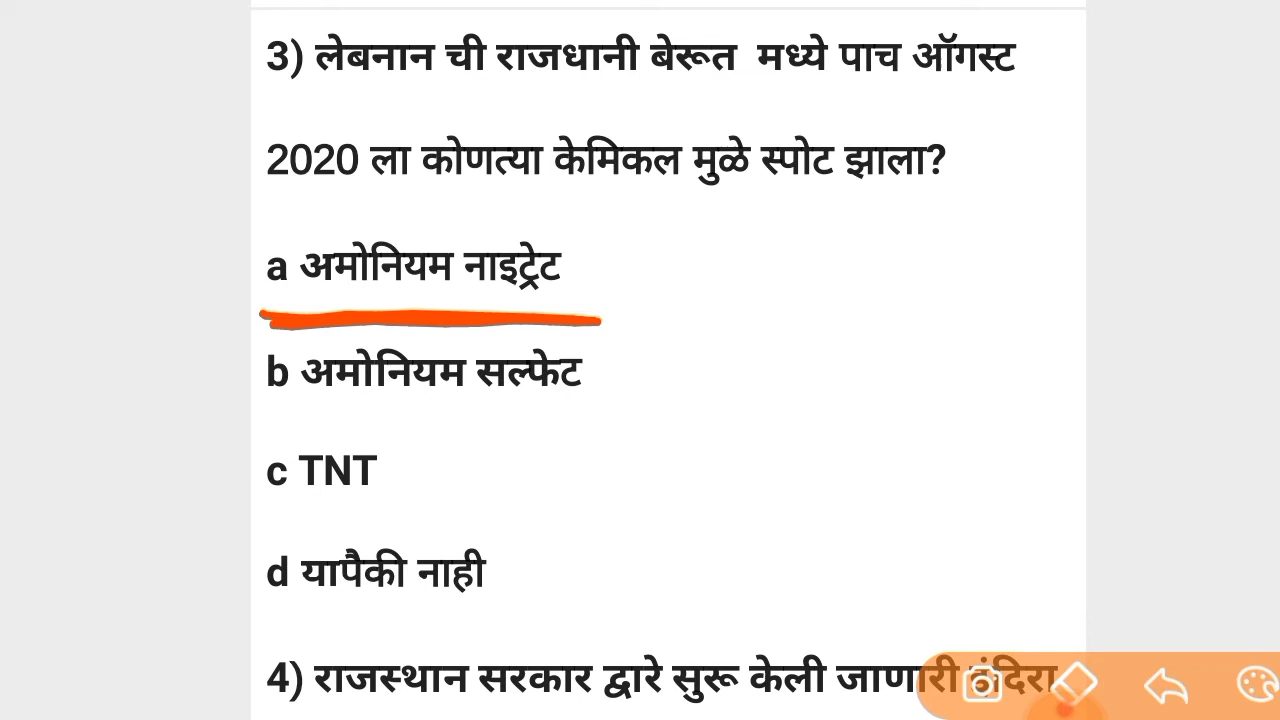 3) लेबनान ची राजधानी बेरूत मध्ये पाच ऑगस्ट
2020 ला कोणत्या केमिकल मुळे स्पोट झाला?
a अमोनियम नाइट्रेट
b अमोनियम सल्फेट
c TNT
d यापैकी नाही
4) राजस्थान सरकार द्वारे सुरू केली जाणारी इंदिरा